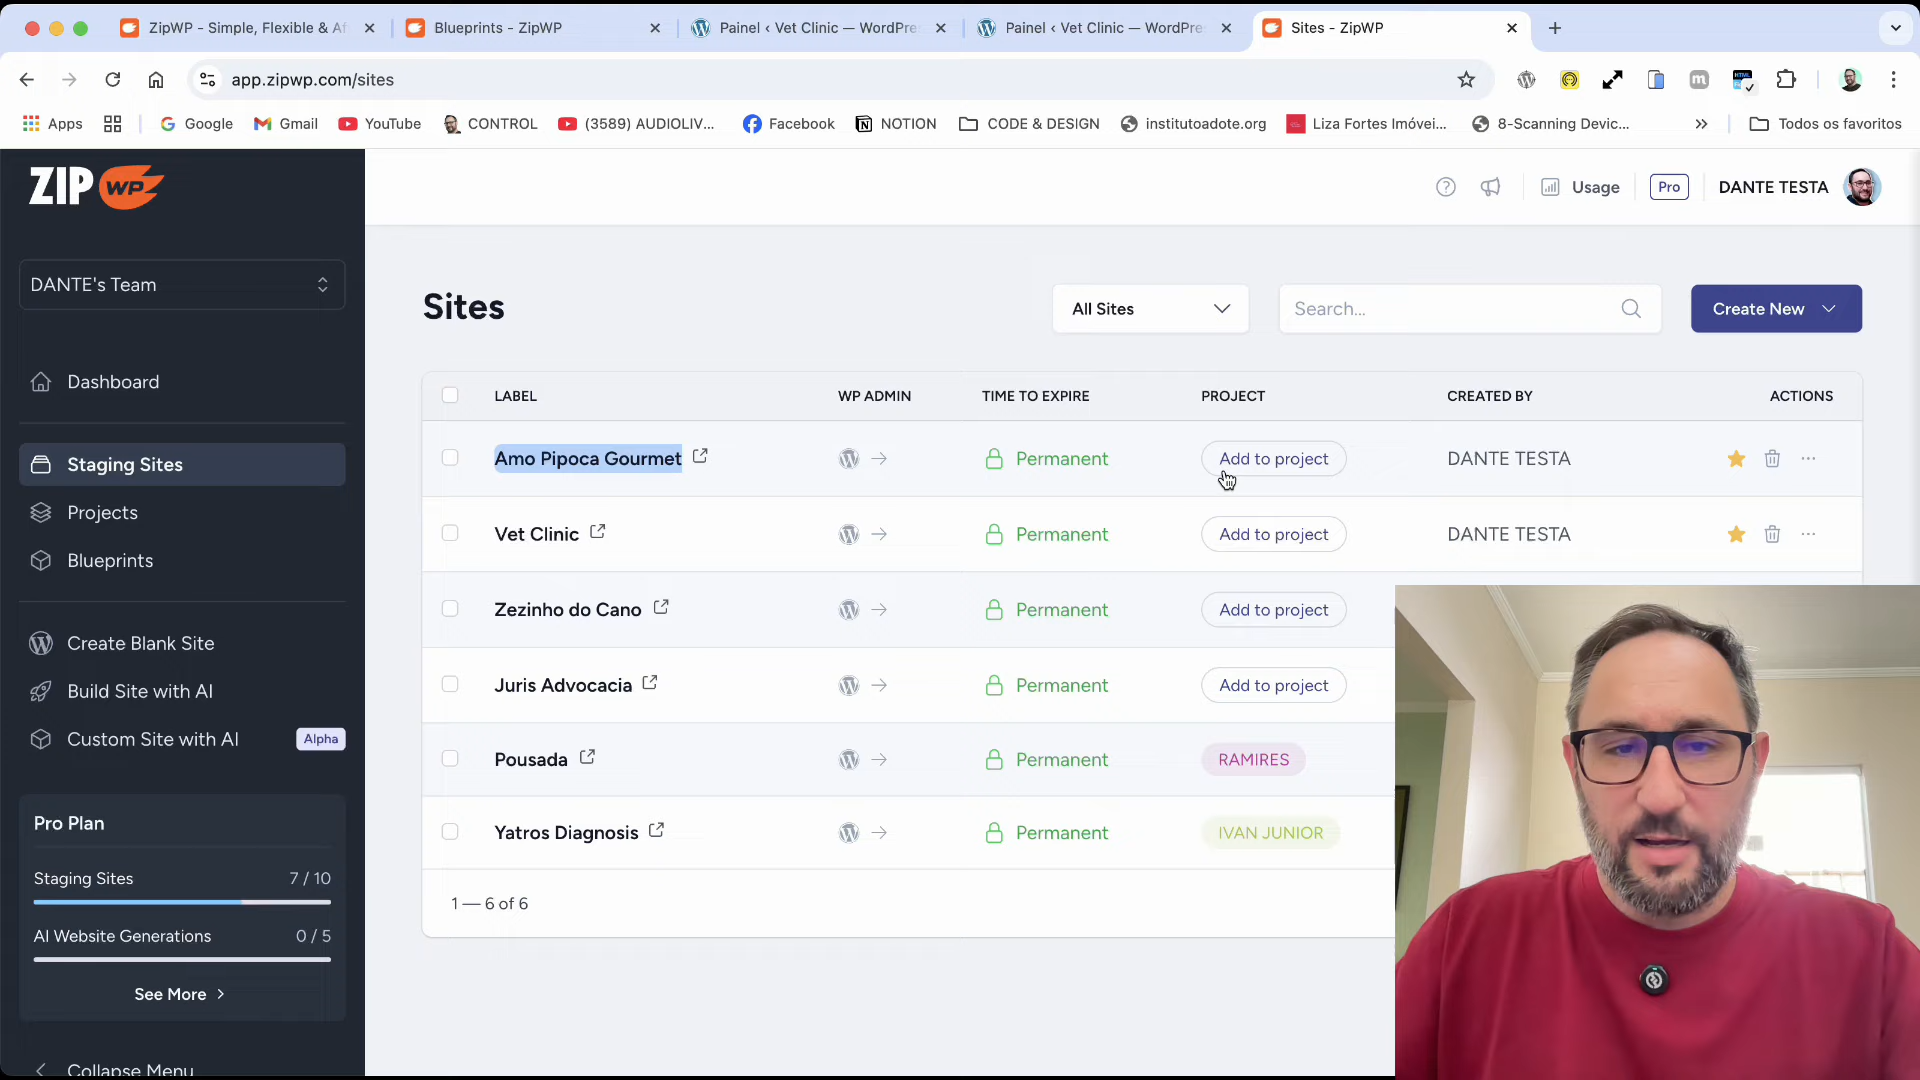 ZipWP - Simple, Flexible & Af
Blueprints - ZipWP
Painel ‹ Vet Clinic — WordPre
Painel ‹ Vet Clinic — WordPre
Sites - ZipWP
app.zipwp.com/sites
Apps
Google
Gmail
YouTube
CONTROL
(3589) AUDIOLIV...
Facebook
NOTION
CODE & DESIGN
institutoadote.org
Liza Fortes Imóvei...
8-Scanning Devic...
Todos os favoritos
ZIP WP
Usage
Pro
DANTE TESTA
DANTE's Team
Dashboard
Staging Sites
Projects
Blueprints
Create Blank Site
Build Site with AI
Custom Site with AI
Alpha
Pro Plan
Staging Sites 7 / 10
AI Website Generations 0 / 5
See More
Collapse Menu
Sites
All Sites
Search...
Create New
LABEL WP ADMIN TIME TO EXPIRE PROJECT CREATED BY ACTIONS
Amo Pipoca Gourmet Permanent Add to project DANTE TESTA
Vet Clinic Permanent Add to project DANTE TESTA
Zezinho do Cano Permanent Add to project
Juris Advocacia Permanent Add to project
Pousada Permanent RAMIRES
Yatros Diagnosis Permanent IVAN JUNIOR
1 — 6 of 6